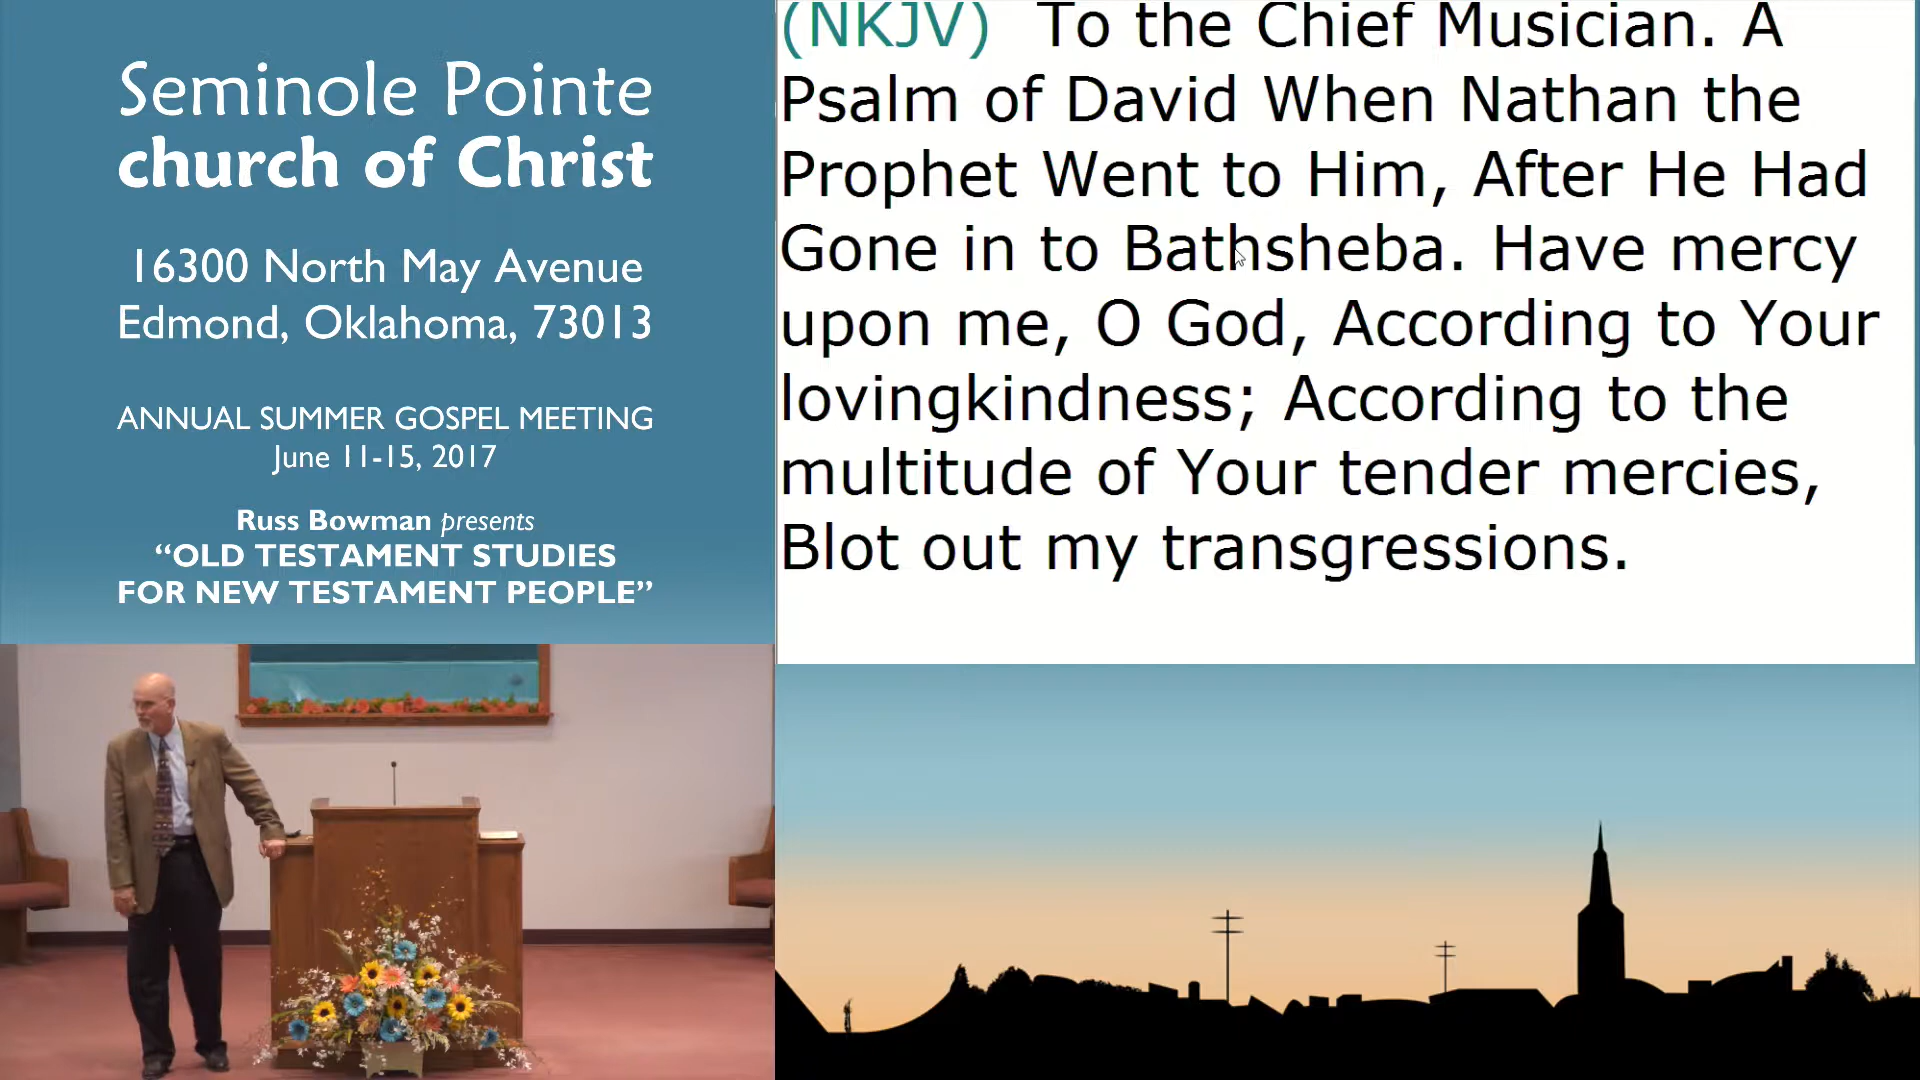 Seminole Pointe
church of Christ
16300 North May Avenue
Edmond, Oklahoma, 73013
ANNUAL SUMMER GOSPEL MEETING
June 11-15, 2017
Russ Bowman presents
“OLD TESTAMENT STUDIES
FOR NEW TESTAMENT PEOPLE”
(NKJV) To the Chief Musician. A
Psalm of David When Nathan the
Prophet Went to Him, After He Had
Gone in to Bathsheba. Have mercy
upon me, O God, According to Your
lovingkindness; According to the
multitude of Your tender mercies,
Blot out my transgressions.